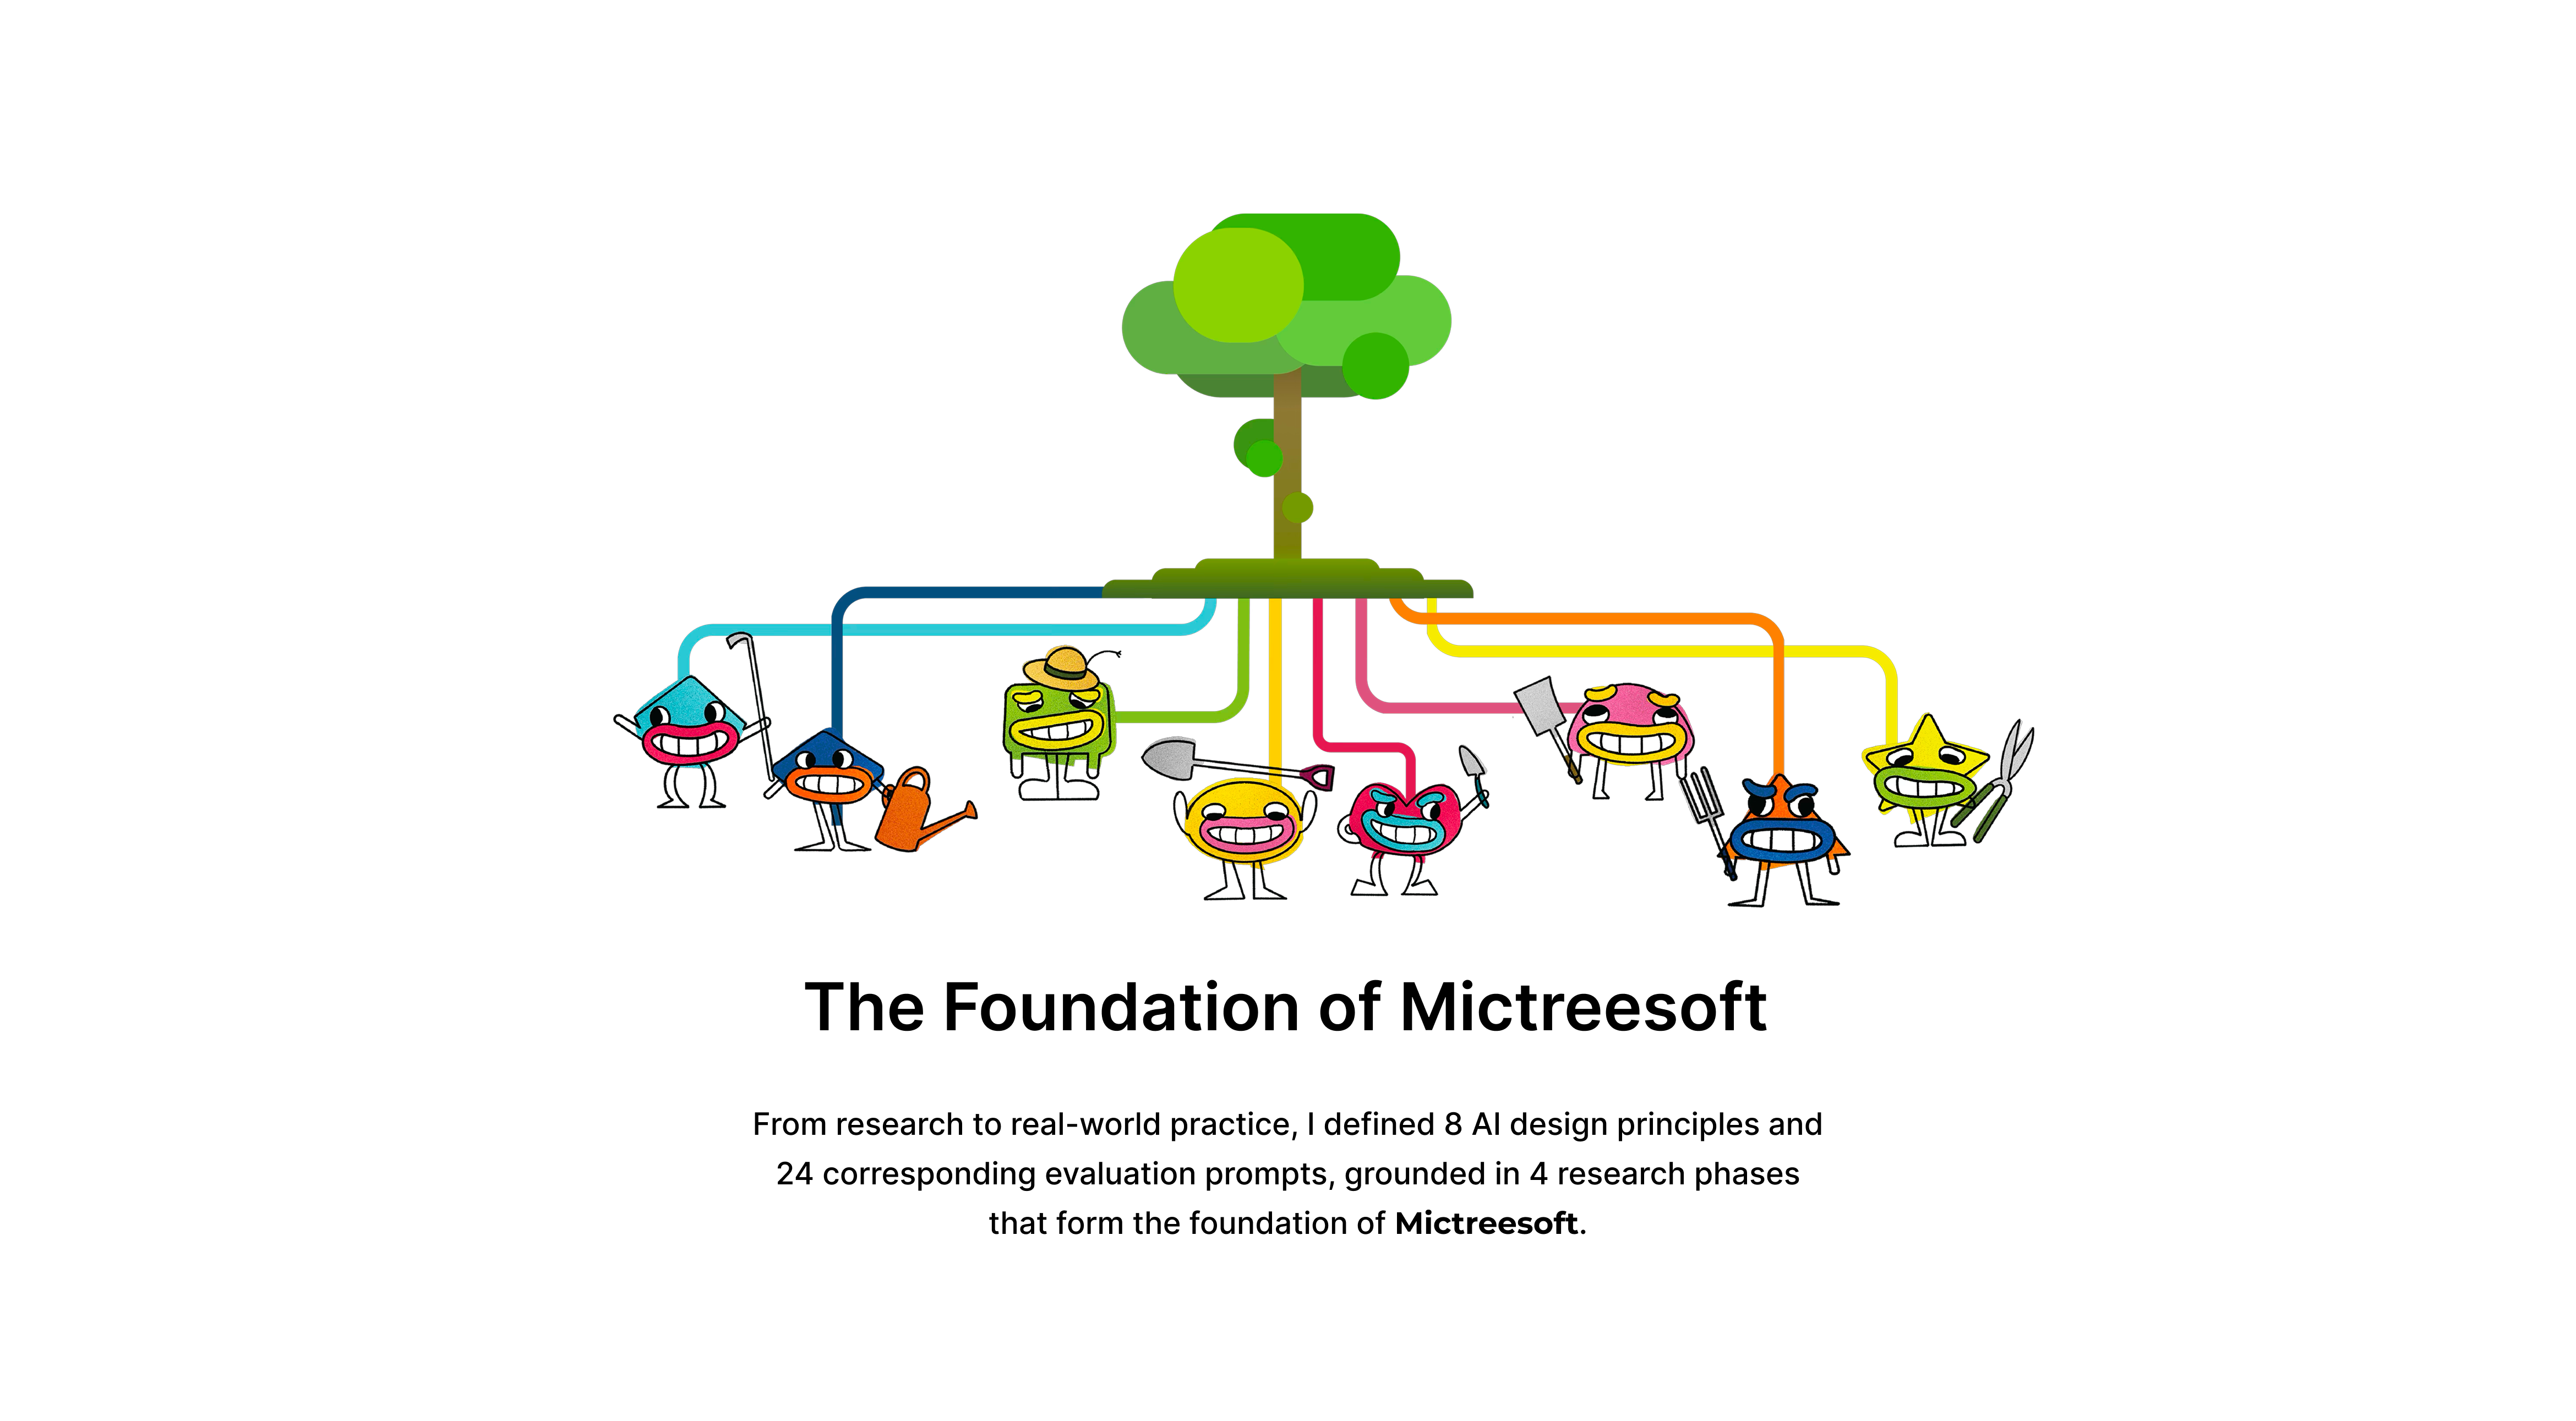 The Foundation of Mictreesoft
From research to real-world practice, I defined 8 AI design principles and
24 corresponding evaluation prompts, grounded in 4 research phases
that form the foundation of Mictreesoft.